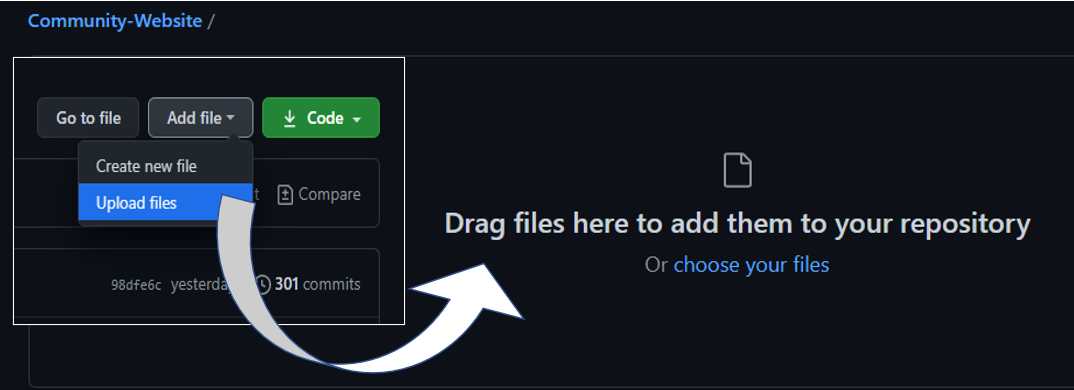 Community-Website /
Go to file
Add file
Code
Create new file
Upload files
t
Compare
98dfe6c yesterday
301 commits
Drag files here to add them to your repository
Or choose your files